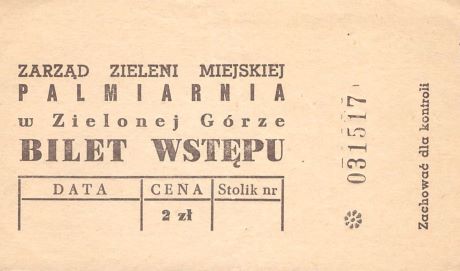 ZARZĄD ZIELENI MIEJSKIEJ
PALMIARNIA
w Zielonej Górze
BILET WSTĘPU
DATA CENA Stolik nr
2 zł
031517
Zachować dla kontroli